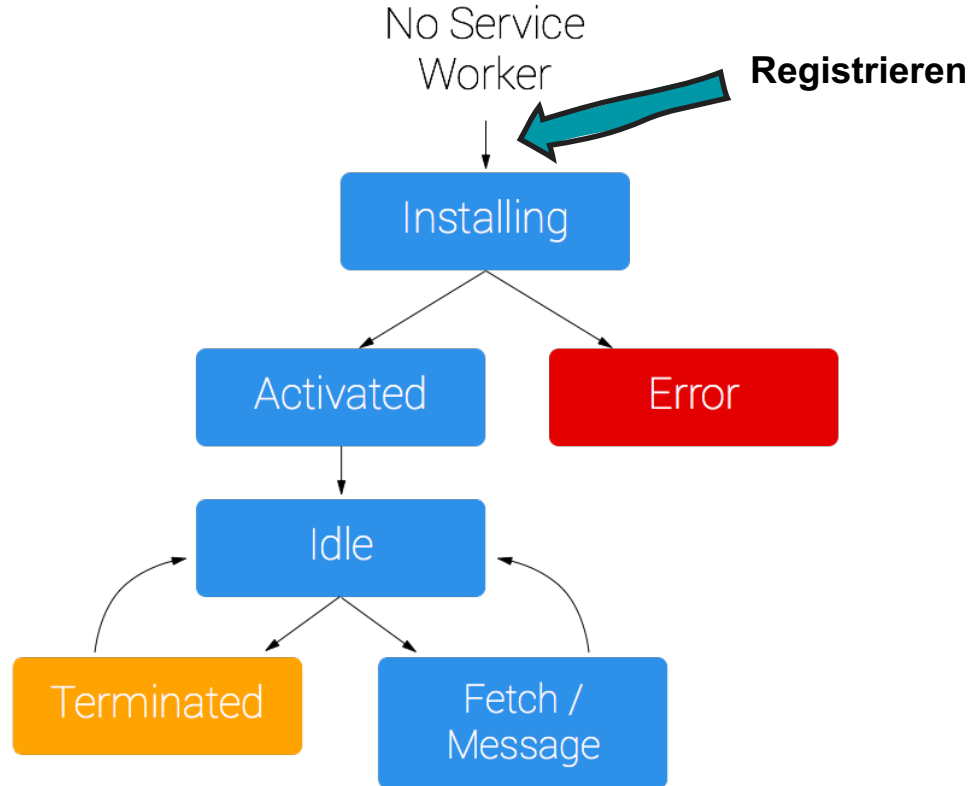 No Service
Worker
Registrieren
Installing
Activated
Error
Idle
Terminated
Fetch /
Message